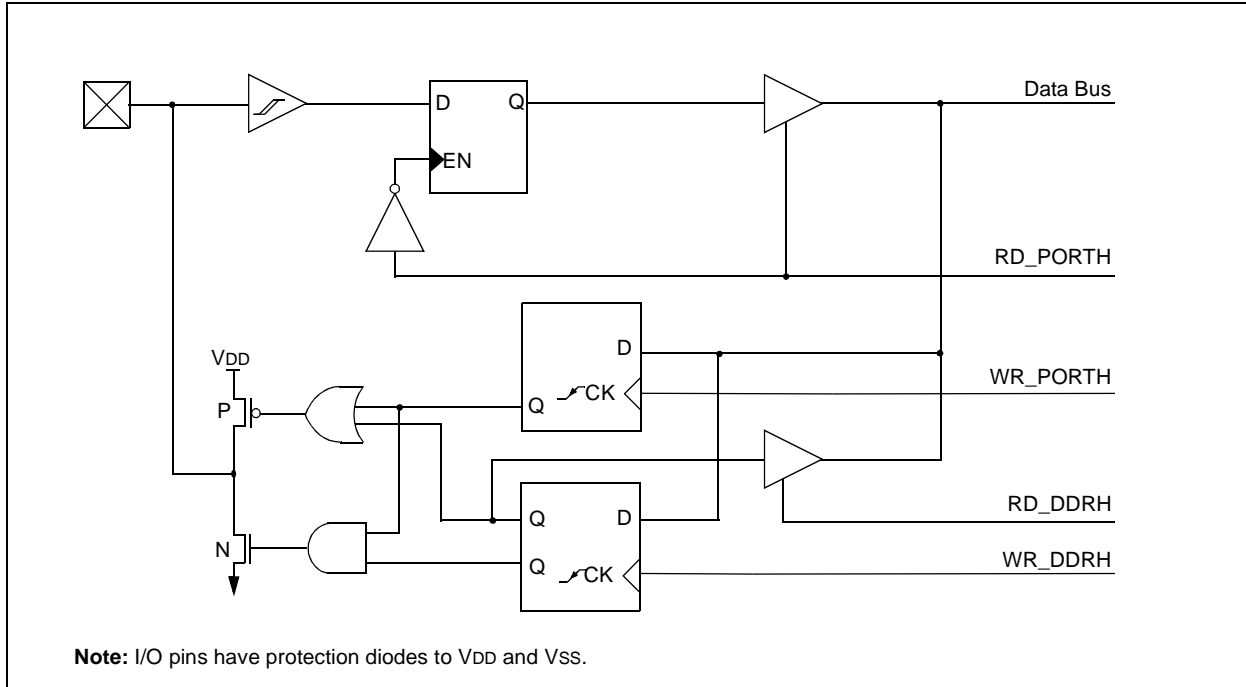 Data Bus
D
Q
EN
RD_PORTH
D
VDD
WR_PORTH
P
Q
CK
RD_DDRH
Q
D
N
Q
CK
WR_DDRH
Note: I/O pins have protection diodes to VDD and VSS.